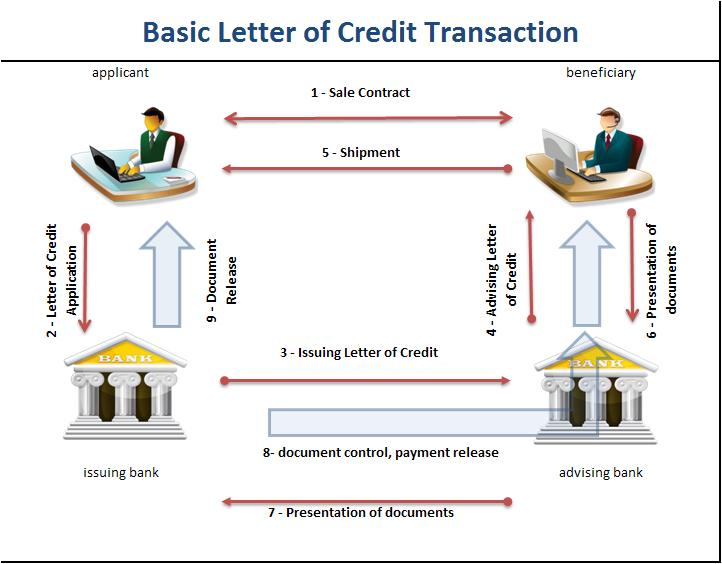 Basic Letter of Credit Transaction
applicant
beneficiary
1 - Sale Contract
5 - Shipment
2 - Letter of Credit
Application
9 - Document
Release
4 - Advising Letter
of Credit
6 - Presentation of
documents
BANK
3 - Issuing Letter of Credit
BANK
8- document control, payment release
issuing bank
advising bank
7 - Presentation of documents